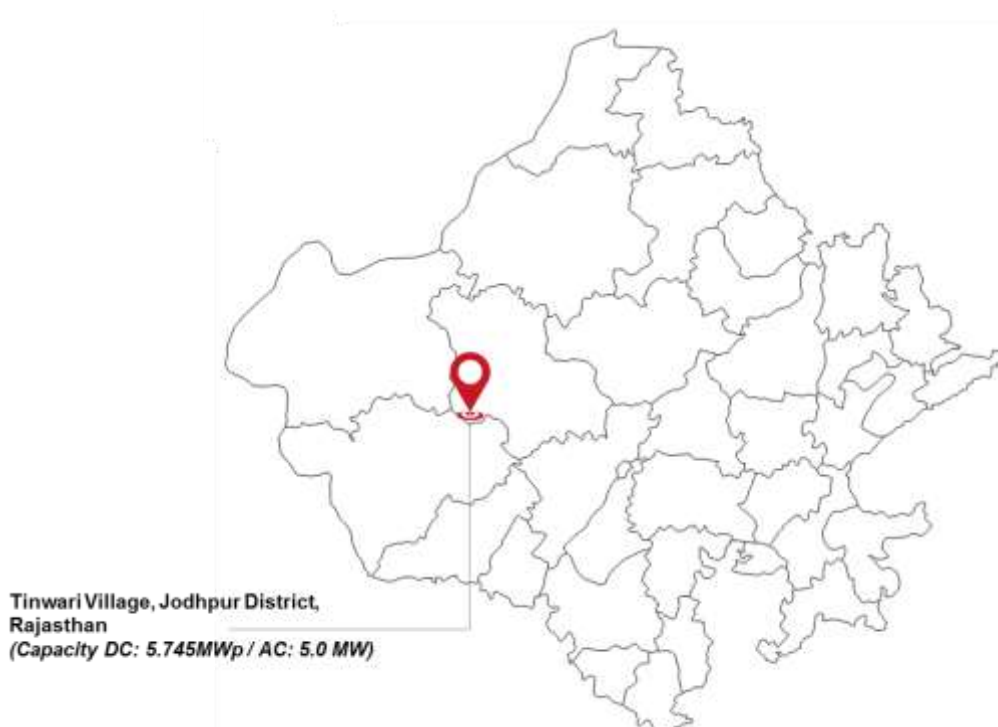 Tinwari Village, Jodhpur District,
Rajasthan
(Capacity DC: 5.745MWp / AC: 5.0 MW)